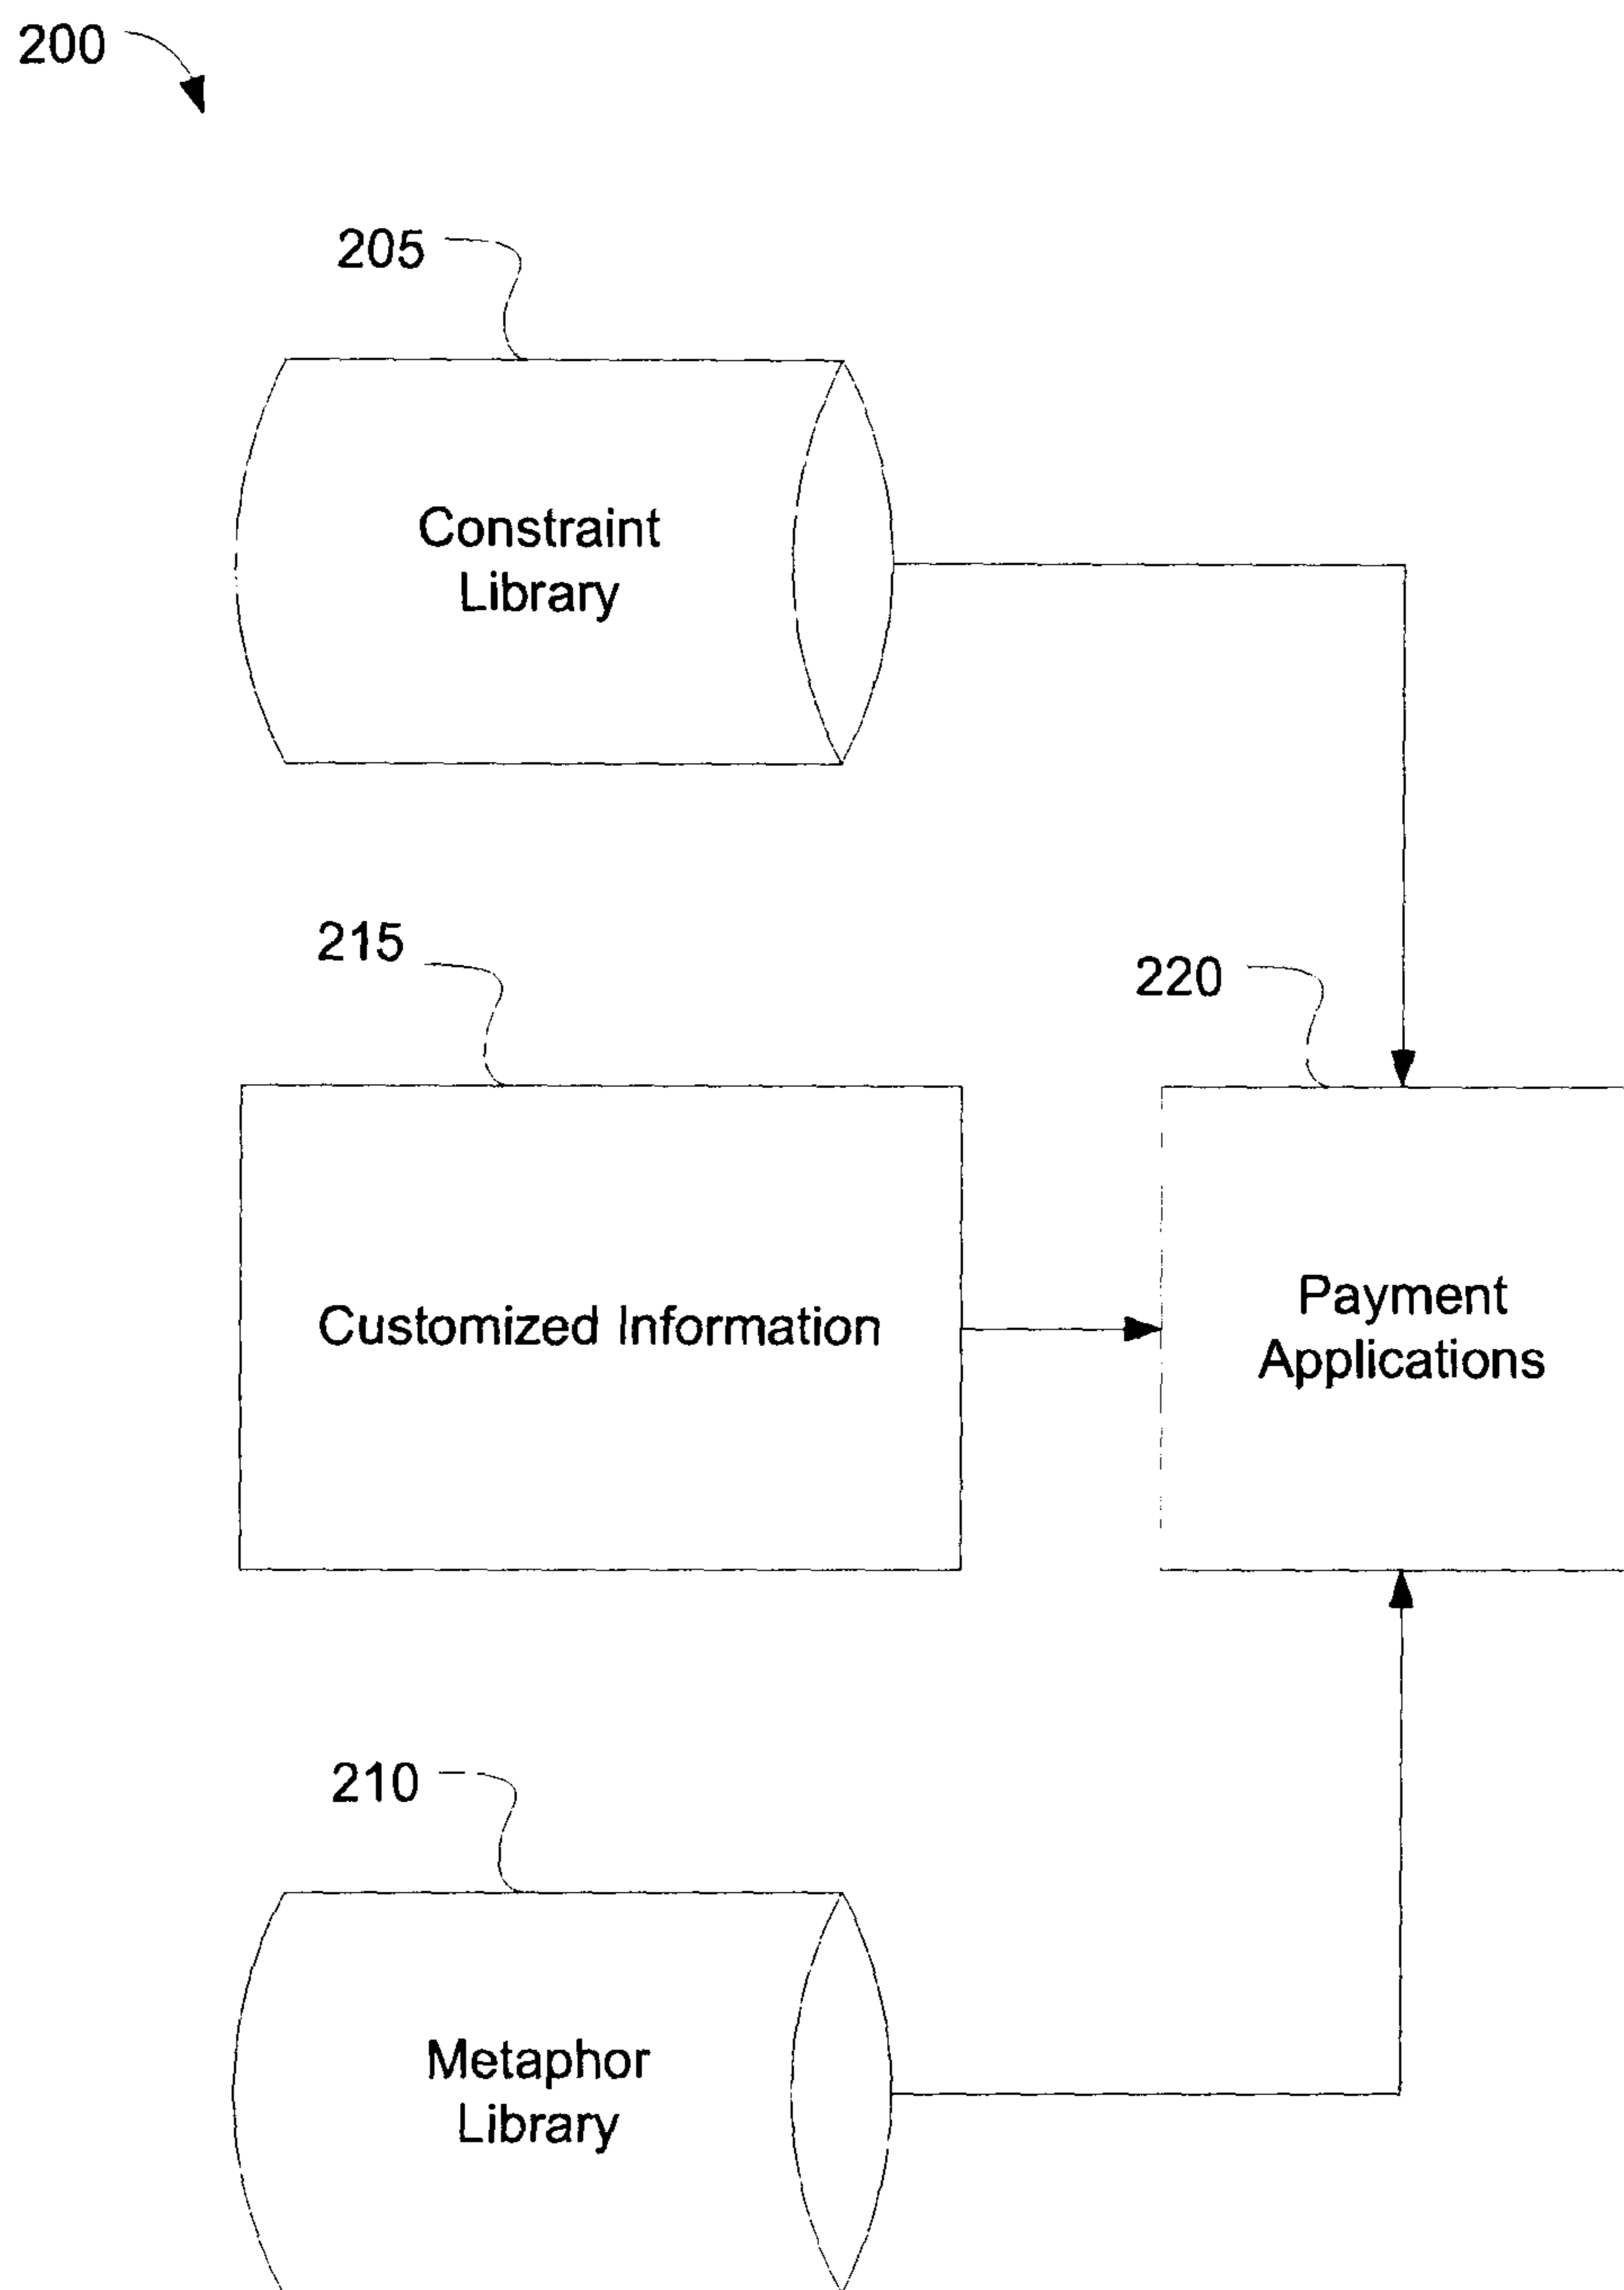 200
205
Constraint
Library
215
220
Customized Information
Payment
Applications
210
Metaphor
Library